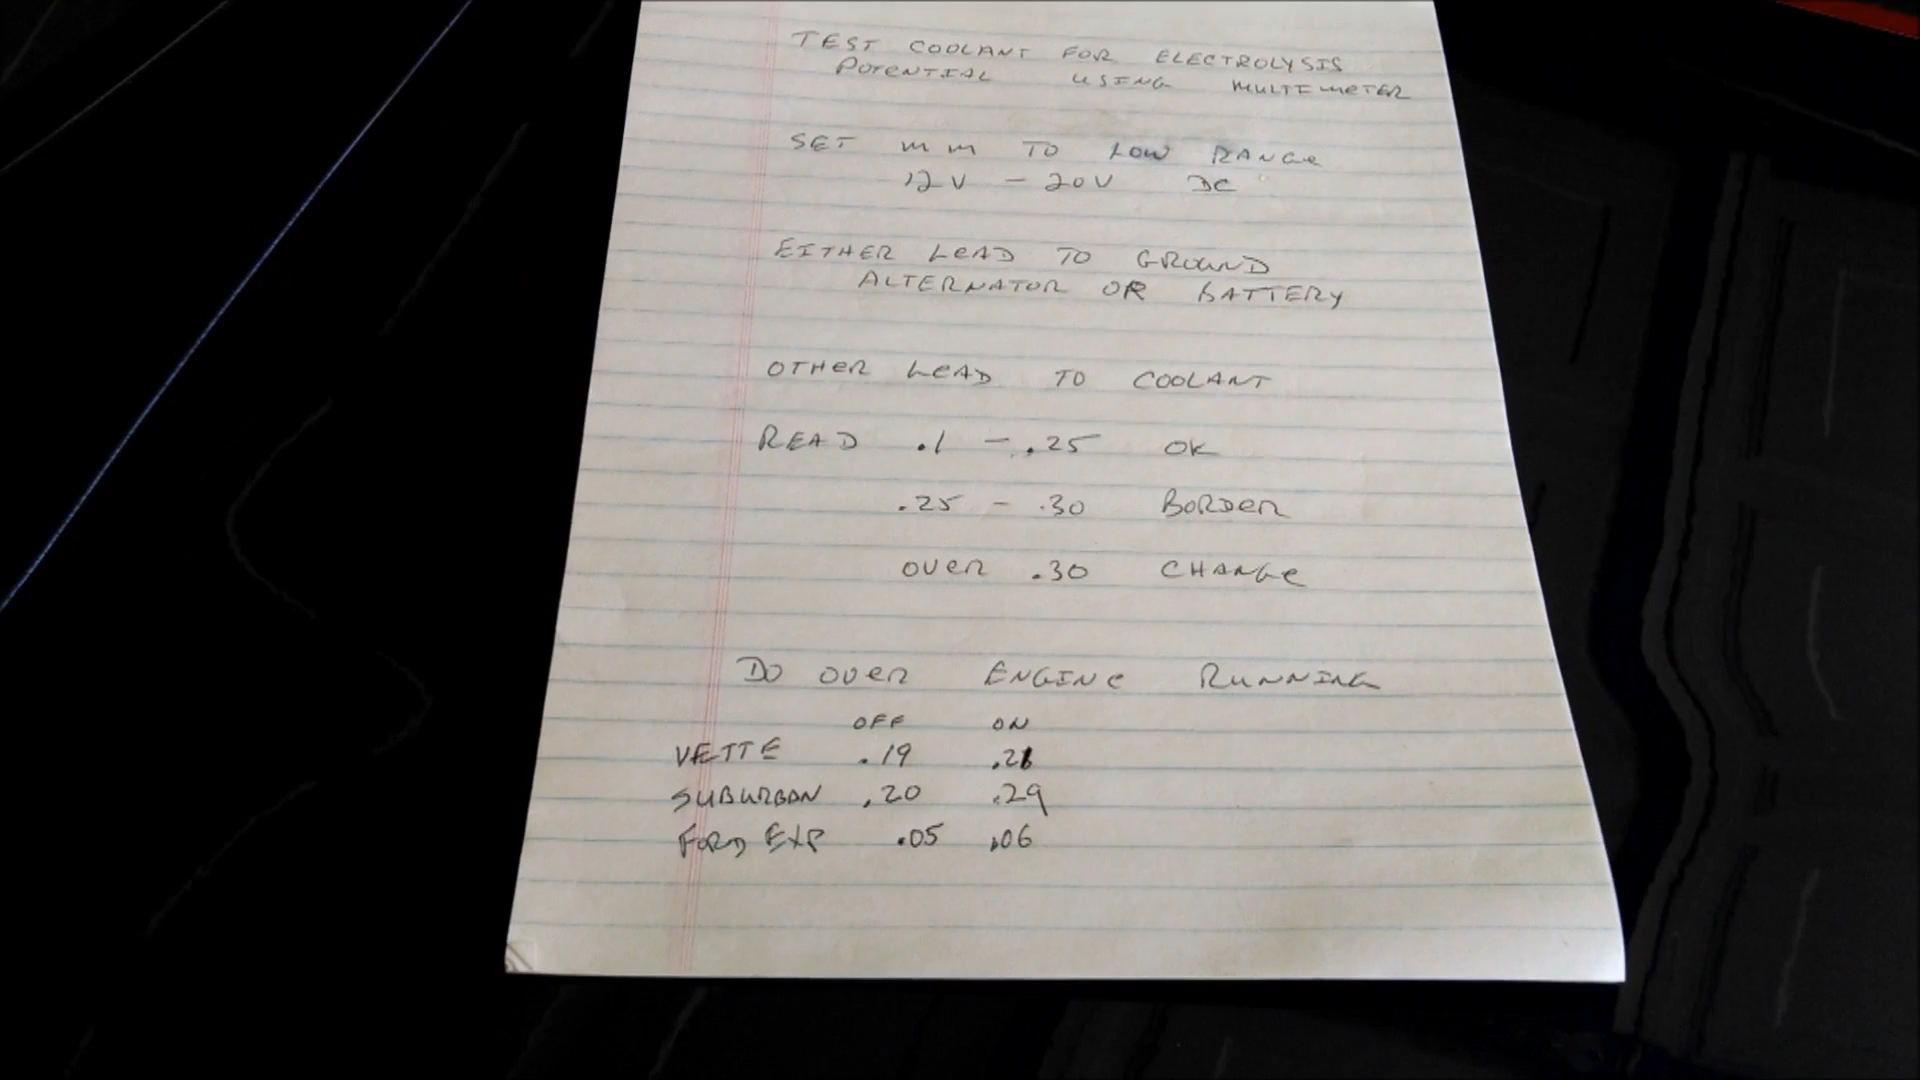 TEST COOLANT FOR ELECTROLYSIS
POTENTIAL USING MULTIMETER
SET MM TO LOW RANGE
12V - 20V DC
EITHER LEAD TO GROUND
ALTERNATOR OR BATTERY
OTHER LEAD TO COOLANT
READ .1 - .25 OK
.25 - .30 BORDER
OVER .30 CHANGE
DO OVER ENGINE RUNNING
OFF ON
VETTE .19
SUBURBAN .20 .29
FORD EXP .05 .06